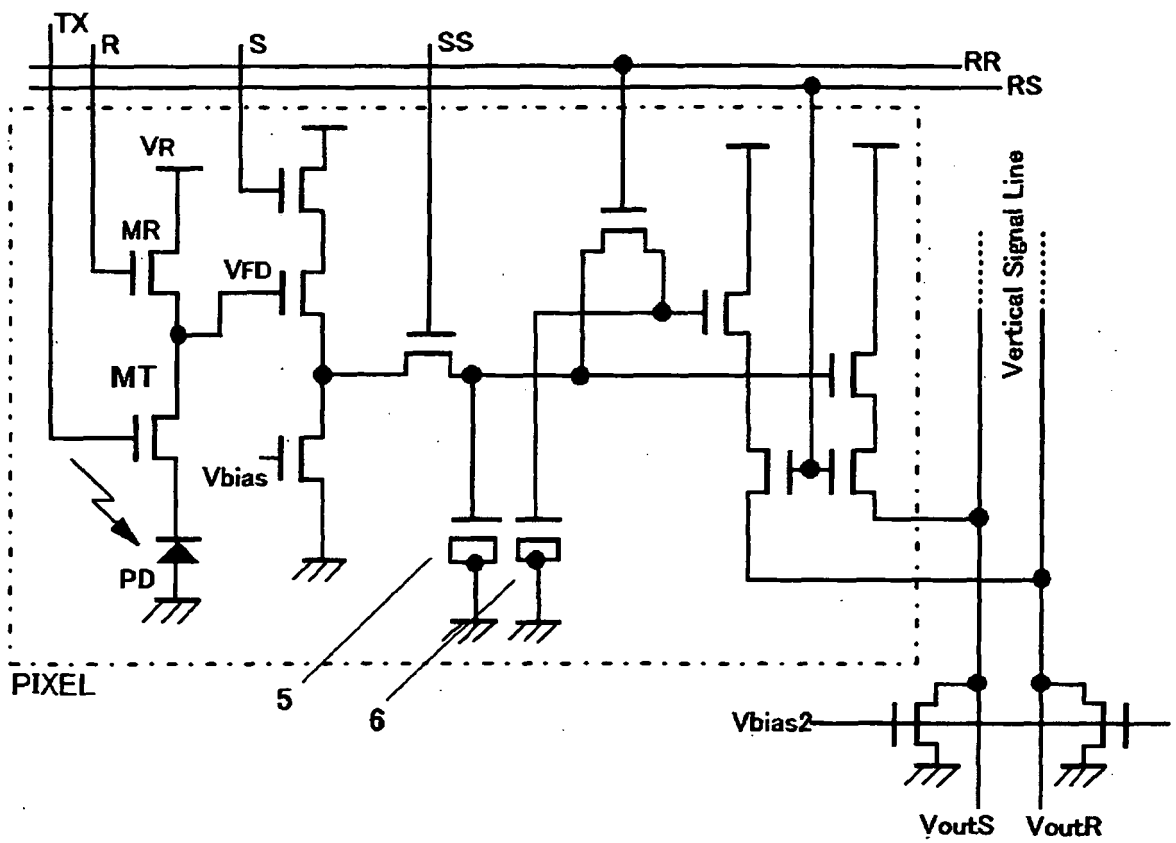 TX
R
S
SS
RR
RS
VR
MR
VFD
MT
Vbias
PD
Vertical Signal Line
PIXEL
5
6
Vbias2
VoutS
VoutR